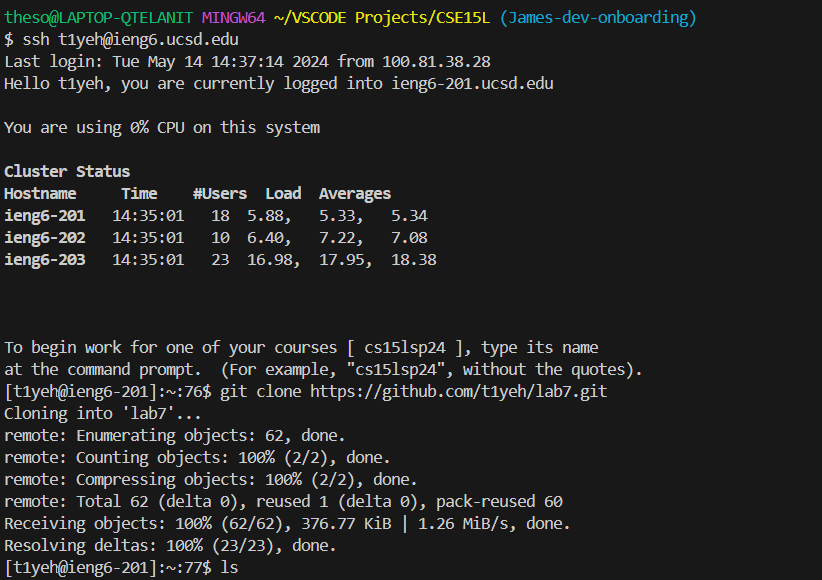 theso@LAPTOP-QTELANIT MINGW64 ~/VSCODE Projects/CSE15L (James-dev-onboarding)
$ ssh t1yeh@ieng6.ucsd.edu
Last login: Tue May 14 14:37:14 2024 from 100.81.38.28
Hello t1yeh, you are currently logged into ieng6-201.ucsd.edu
You are using 0% CPU on this system
Cluster Status
Hostname     Time    #Users  Load  Averages
ieng6-201   14:35:01   18  5.88,   5.33,   5.34
ieng6-202   14:35:01   10  6.40,   7.22,   7.08
ieng6-203   14:35:01   23  16.98,  17.95,  18.38
To begin work for one of your courses [ cs15lsp24 ], type its name
at the command prompt.  (For example, "cs15lsp24", without the quotes).
[t1yeh@ieng6-201]:~:76$ git clone https://github.com/t1yeh/lab7.git
Cloning into 'lab7'...
remote: Enumerating objects: 62, done.
remote: Counting objects: 100% (2/2), done.
remote: Compressing objects: 100% (2/2), done.
remote: Total 62 (delta 0), reused 1 (delta 0), pack-reused 60
Receiving objects: 100% (62/62), 376.77 KiB | 1.26 MiB/s, done.
Resolving deltas: 100% (23/23), done.
[t1yeh@ieng6-201]:~:77$ ls